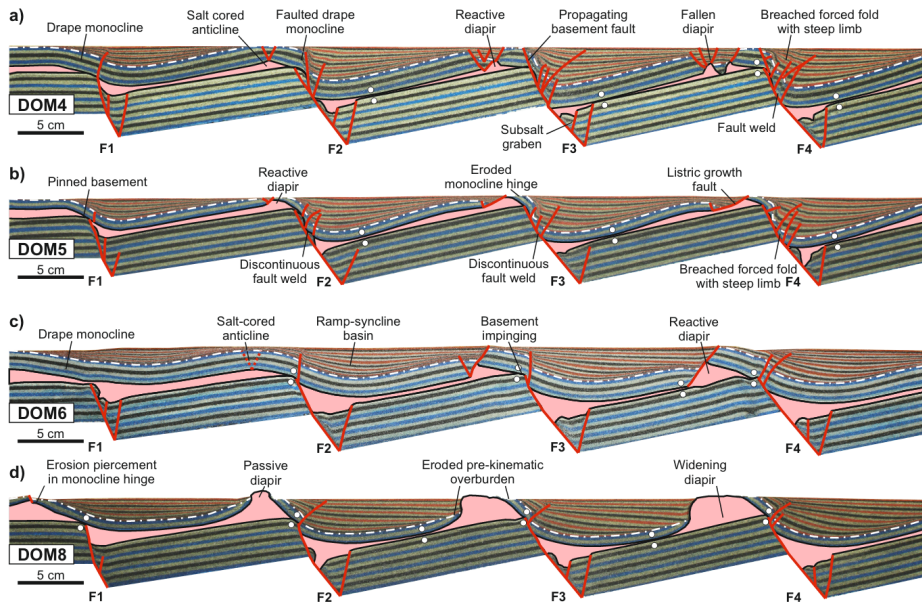 a)
Drape monocline
Salt cored
anticline
Faulted drape
monocline
Reactive
diapir
Propagating
basement fault
Fallen
diapir
Breached forced fold
with steep limb
DOM4
5 cm
F1
F2
Subsalt
graben
F3
Fault weld
F4
b)
Pinned basement
Reactive
diapir
Eroded
monocline hinge
Listric growth
fault
DOM5
5 cm
F1
Discontinuous
fault weld
F2
Discontinuous
fault weld
F3
Breached forced fold
with steep limb
F4
c)
Drape monocline
Salt-cored
anticline
Ramp-syncline
basin
Basement
impinging
Reactive
diapir
DOM6
5 cm
F1
F2
F3
F4
d)
Erosion piercement
in monocline hinge
Passive
diapir
Eroded pre-kinematic
overburden
Widening
diapir
DOM8
5 cm
F1
F2
F3
F4